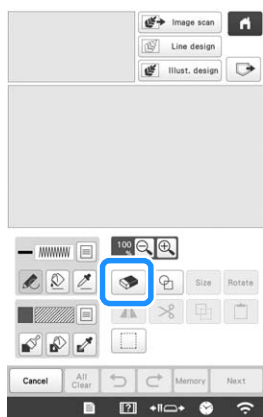 Image scan
Line design
Illust. design
100
Size
Rotate
Cancel
All
Clear
Memory
Next